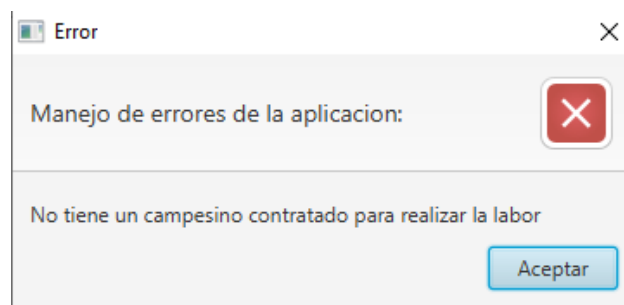 Error
Manejo de errores de la aplicacion:
No tiene un campesino contratado para realizar la labor
Aceptar